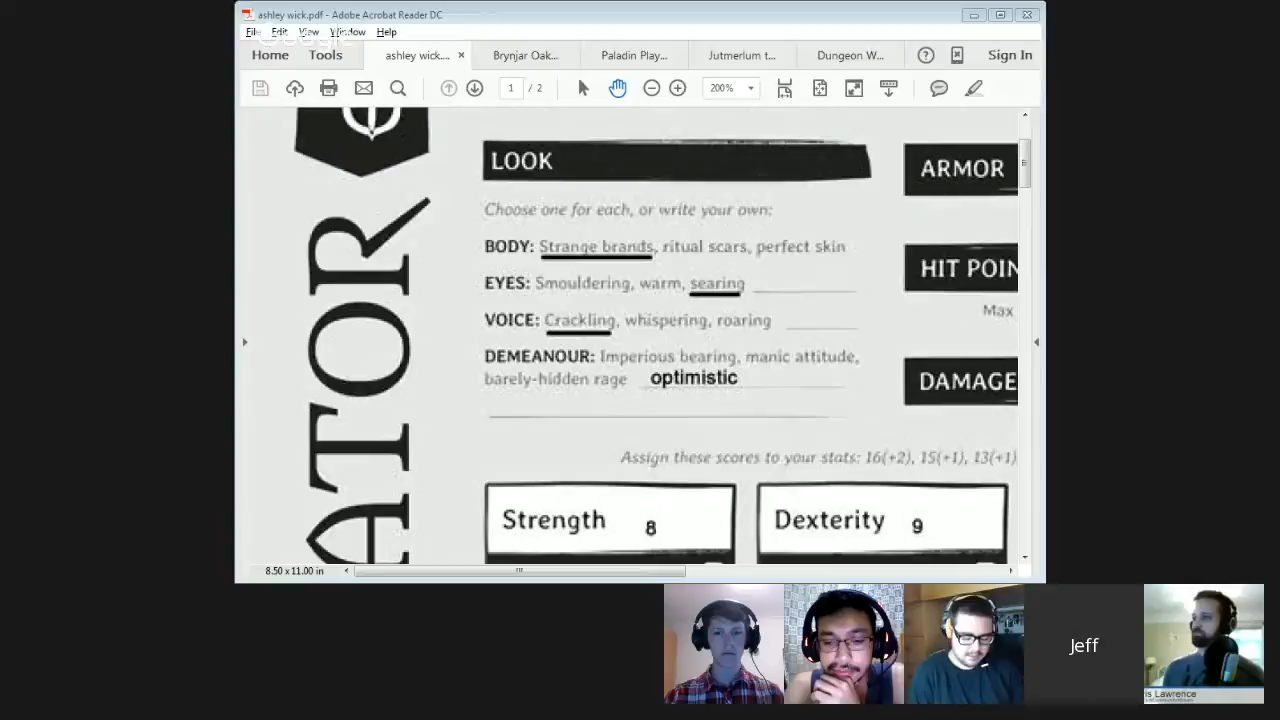 ashley wick.pdf - Adobe Acrobat Reader DC
File Edit View Window Help
Google
Home Tools ashley wick.... × Brynjar Oak... Paladin Play... Jutmerlum t... Dungeon W... Sign In
1 / 2 200%
LOOK
ARMOR
Choose one for each, or write your own:
BODY: Strange brands, ritual scars, perfect skin
EYES: Smouldering, warm, searing
HIT POIN
VOICE: Crackling, whispering, roaring
Max
DEMEANOUR: Imperious bearing, manic attitude,
barely-hidden rage optimistic
DAMAGE
Assign these scores to your stats: 16(+2), 15(+1), 13(+1)
Strength 8
Dexterity 9
ATOR
8.50 x 11.00 in
Jeff
is Lawrence